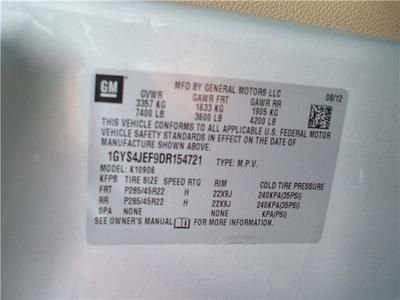 GM
MFD BY GENERAL MOTORS LLC 08/12
GVWR GAWR FRT GAWR RR
3357 KG 1633 KG 1905 KG
7400 LB 3600 LB 4200 LB
THIS VEHICLE CONFORMS TO ALL APPLICABLE U.S. FEDERAL MOTOR
VEHICLE SAFETY STANDARDS IN EFFECT ON THE DATE OF
MANUFACTURE SHOWN ABOVE.
1GYS4JEF9DR154721 TYPE: M.P.V.
MODEL: K10906
KFPB TIRE SIZE SPEED RTG RIM COLD TIRE PRESSURE
FRT P285/45R22 H 22X9J 240KPA(35PSI)
RR P285/45R22 H 22X9J 240KPA(35PSI)
SPA NONE NONE KPA(PSI)
SEE OWNER'S MANUAL FOR MORE INFORMATION.